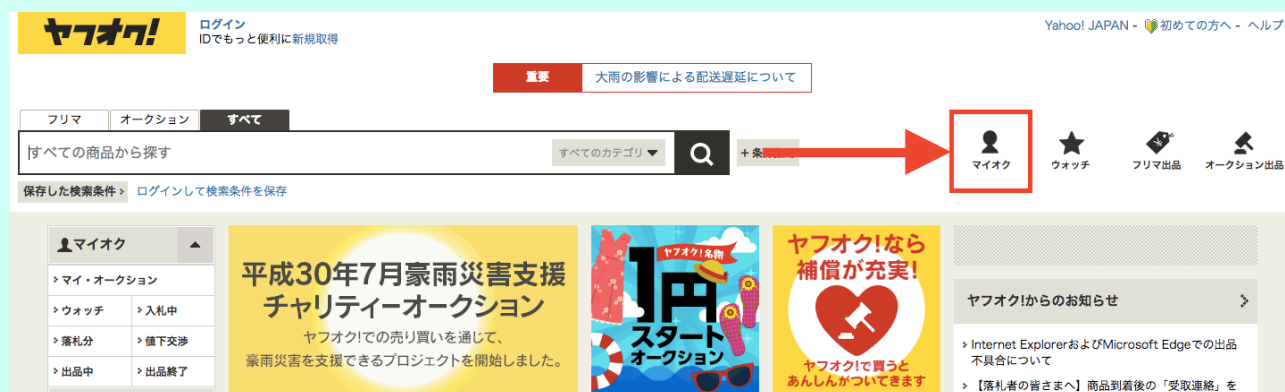 ヤフオク!
ログイン
IDでもっと便利に新規取得
Yahoo! JAPAN - 初めての方へ - ヘルプ
重要 大雨の影響による配送遅延について
フリマ オークション すべて
すべての商品から探す
すべてのカテゴリ
マイオク ウォッチ フリマ出品 オークション出品
保存した検索条件 ログインして検索条件を保存
マイオク
マイ・オークション
ウォッチ 入札中
落札分 値下交渉
出品中 出品終了
平成30年7月豪雨災害支援
チャリティーオークション
ヤフオク!での売り買いを通じて、
豪雨災害を支援できるプロジェクトを開始しました。
ヤフオク!名物
1円
スタート
オークション
ヤフオク!なら
補償が充実!
ヤフオク!で買うと
あんしんがついてきます
ヤフオク!からのお知らせ
Internet ExplorerおよびMicrosoft Edgeでの出品
不具合について
【落札者の皆さまへ】商品到着後の「受取連絡」を